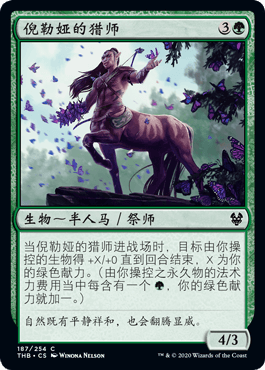 倪勒娅的猎师 3
生物~半人马/祭师
当倪勒娅的猎师进战场时，目标由你操
控的生物得+X/+0直到回合结束，X为你
的绿色献力。（由你操控之永久物的法术
力费用当中每含有一个，你的绿色献
力就加一。）
自然既有平静祥和，也会翻腾显威。
4/3
187/254 C
THB • CS Winona Nelson
™ & © 2020 Wizards of the Coast